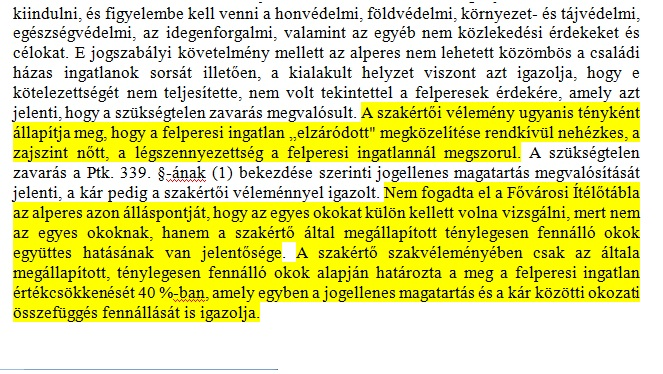 kiindulni, és figyelembe kell venni a honvédelmi, földvédelmi, környezet- és tájvédelmi,
egészségvédelmi, az idegenforgalmi, valamint az egyéb nem közlekedési érdekeket és
célokat. E jogszabályi követelmény mellett az alperes nem lehetett közömbös a családi
házas ingatlanok sorsát illetően, a kialakult helyzet viszont azt igazolja, hogy e
kötelezettségét nem teljesítette, nem volt tekintettel a felperesek érdekére, amely azt
jelenti, hogy a szükségtelen zavarás megvalósult. A szakértői vélemény ugyanis tényként
állapítja meg, hogy a felperesi ingatlan „elzáródott" megközelítése rendkívül nehézkes, a
zajszint nőtt, a légszennyezettség a felperesi ingatlannál megszorul. A szükségtelen
zavarás a Ptk. 339. §-ának (1) bekezdése szerinti jogellenes magatartás megvalósítását
jelenti, a kár pedig a szakértői véleménnyel igazolt. Nem fogadta el a Fővárosi Ítélőtábla
az alperes azon álláspontját, hogy az egyes okokat külön kellett volna vizsgálni, mert nem
az egyes okoknak, hanem a szakértő által megállapított ténylegesen fennálló okok
együttes hatásának van jelentősége. A szakértő szakvéleményében csak az általa
megállapított, ténylegesen fennálló okok alapján határozta a meg a felperesi ingatlan
értékcsökkenését 40 %-ban, amely egyben a jogellenes magatartás és a kár közötti okozati
összefüggés fennállását is igazolja.